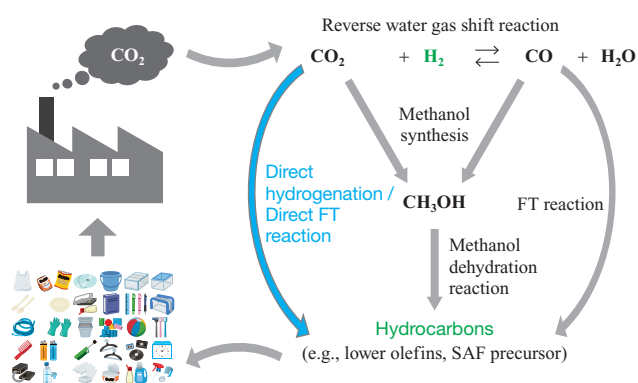 Reverse water gas shift reaction
CO₂
CO₂ + H₂ ⇄ CO + H₂O
Methanol
synthesis
Direct
hydrogenation /
Direct FT
reaction
CH₃OH
FT reaction
Methanol
dehydration
reaction
Hydrocarbons
(e.g., lower olefins, SAF precursor)